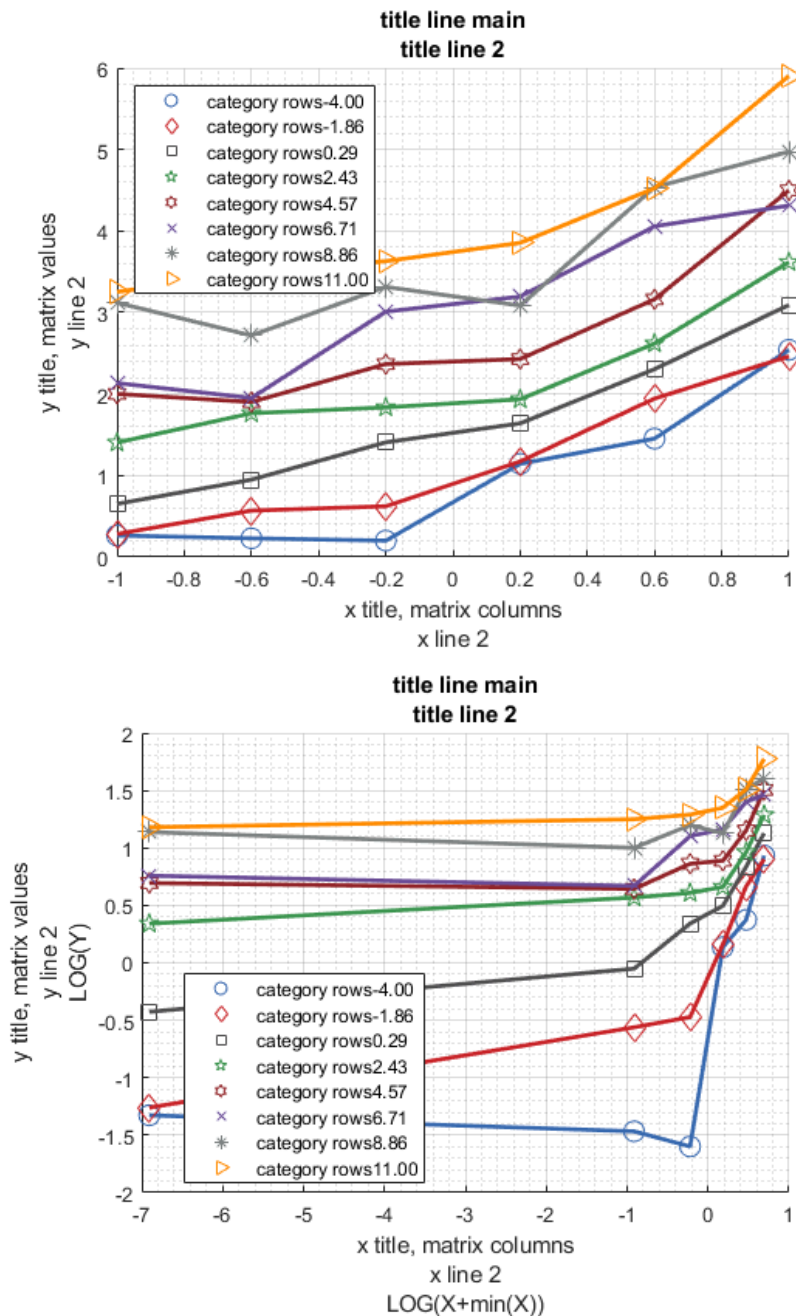 title line main
title line 2
6
5
4
3
2
1
0
y title, matrix values
y line 2
category rows-4.00
category rows-1.86
category rows0.29
category rows2.43
category rows4.57
category rows6.71
category rows8.86
category rows11.00
-1 -0.8 -0.6 -0.4 -0.2 0 0.2 0.4 0.6 0.8 1
x title, matrix columns
x line 2
title line main
title line 2
2
1.5
1
0.5
0
-0.5
-1
-1.5
-2
y title, matrix values
y line 2
LOG(Y)
category rows-4.00
category rows-1.86
category rows0.29
category rows2.43
category rows4.57
category rows6.71
category rows8.86
category rows11.00
-7 -6 -5 -4 -3 -2 -1 0 1
x title, matrix columns
x line 2
LOG(X+min(X))